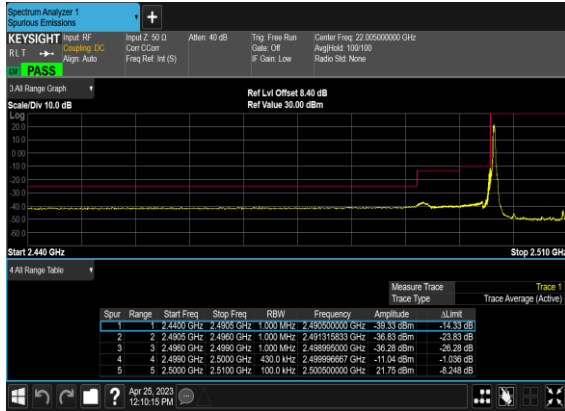 Spectrum Analyzer 1
Spurious Emissions
+
KEYSIGHT Input: RF Input Z: 50 Ω Atten: 40 dB Trig: Free Run Center Freq: 22.005000000 GHz
RLT Coupling: DC Corr CCorr Gate: Off Avg|Hold: 100/100
Align: Auto Freq Ref: Int (S) IF Gain: Low Radio Std: None
PASS
3 All Range Graph
Ref Lvl Offset 8.40 dB
Scale/Div 10.0 dB Ref Value 30.00 dBm
Log
20.0
10.0
0.00
-10.0
-20.0
-30.0
-40.0
-50.0
-60.0
Start 2.440 GHz Stop 2.510 GHz
4 All Range Table
Measure Trace Trace 1
Trace Type Trace Average (Active)
Spur Range Start Freq Stop Freq RBW Frequency Amplitude ΔLimit
1 1 2.4400 GHz 2.4905 GHz 1.000 MHz 2.490500000 GHz -39.33 dBm -14.33 dB
2 2 2.4905 GHz 2.4960 GHz 1.000 MHz 2.491315833 GHz -36.83 dBm -23.83 dB
3 3 2.4960 GHz 2.4990 GHz 1.000 MHz 2.498995000 GHz -26.28 dBm -26.28 dB
4 4 2.4990 GHz 2.5000 GHz 430.0 kHz 2.499996667 GHz -11.04 dBm -1.036 dB
5 5 2.5000 GHz 2.5100 GHz 100.0 kHz 2.500500000 GHz 21.75 dBm -8.248 dB
? Apr 25, 2023
12:10:15 PM